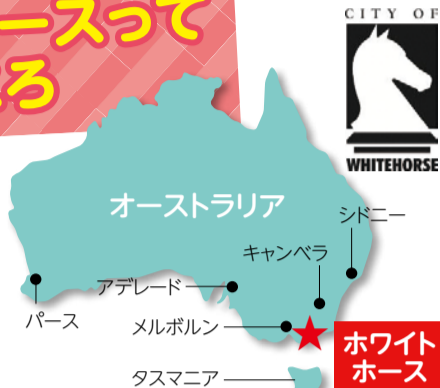 ースって
ろ
CITY OF
WHITEHORSE
オーストラリア
シドニー
キャンベラ
アデレード
パース
メルボルン
ホワイト
ホース
タスマニア